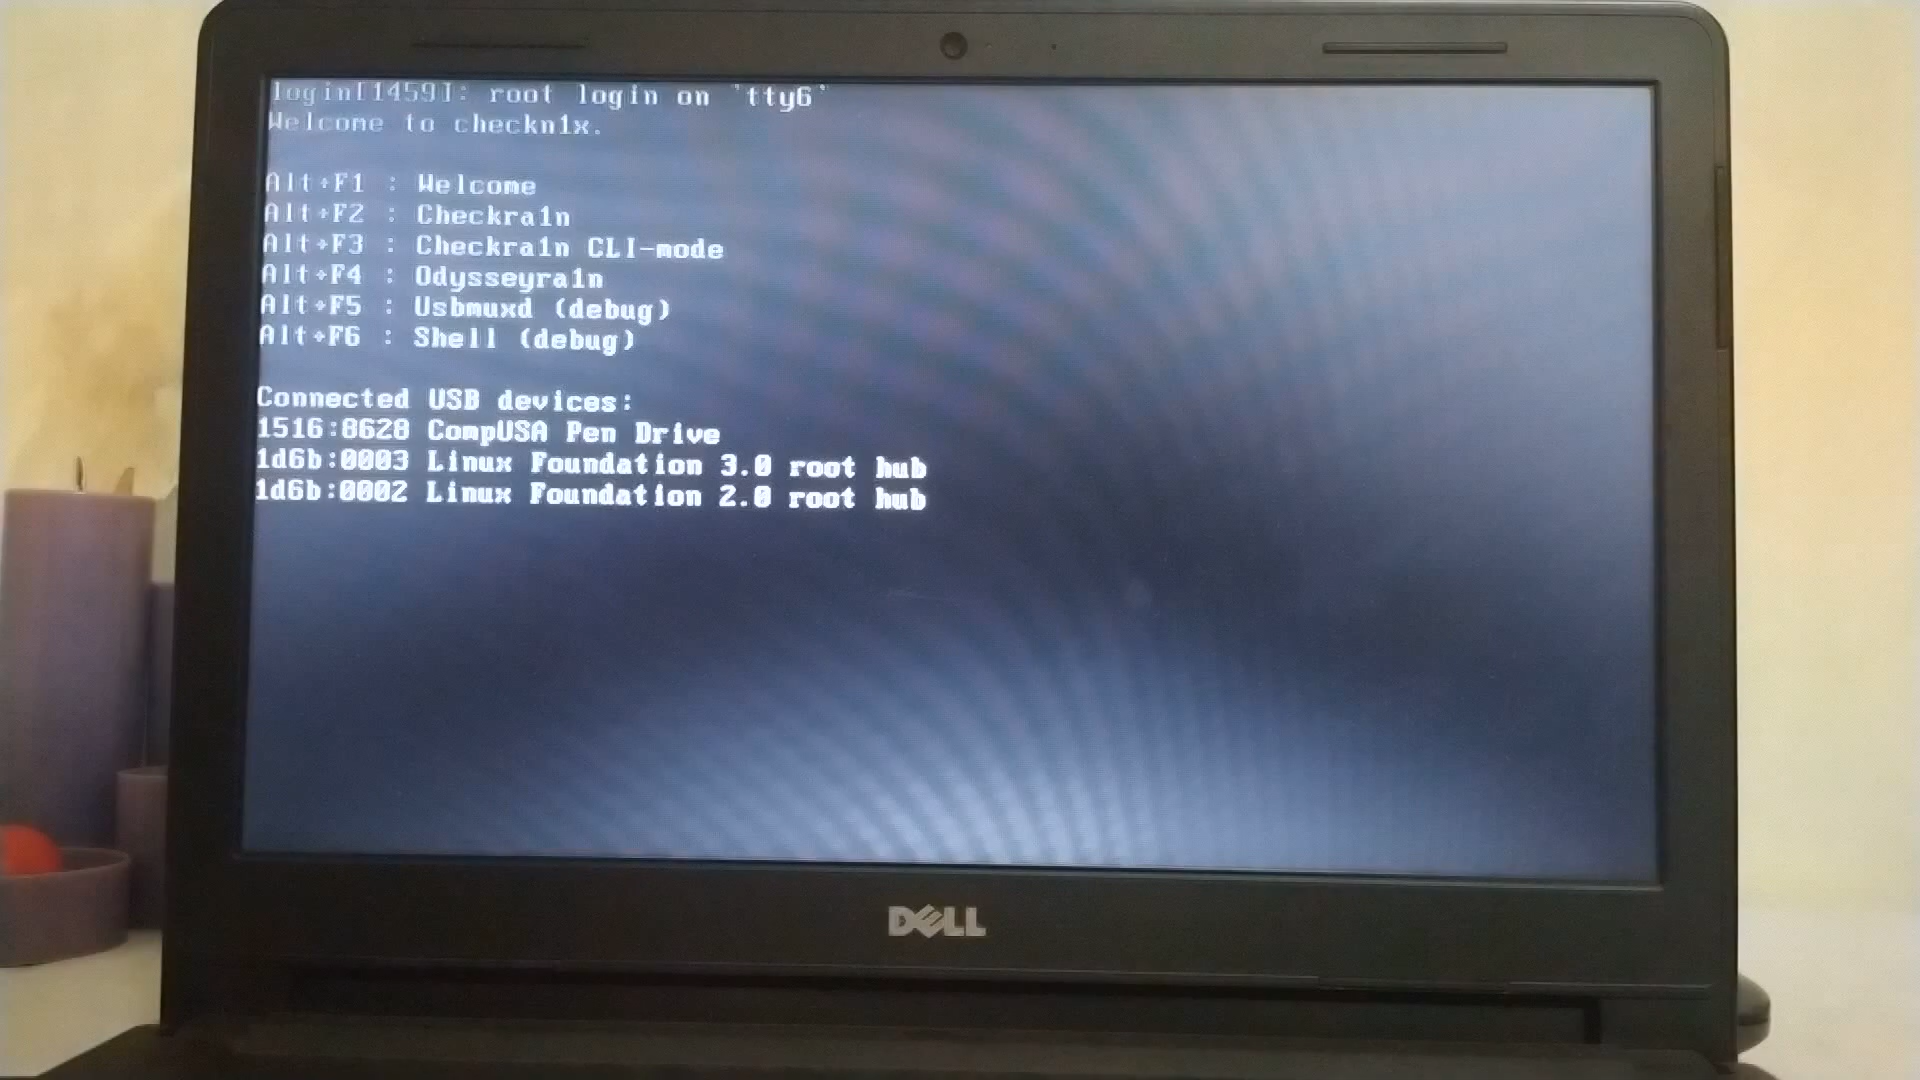 login[1459]: root login on 'tty6'
Welcome to checkn1x.
Alt+F1 : Welcome
Alt+F2 : Checkra1n
Alt+F3 : Checkra1n CLI-mode
Alt+F4 : Odysseyra1n
Alt+F5 : Usbmuxd (debug)
Alt+F6 : Shell (debug)
Connected USB devices:
1516:8628 CompUSA Pen Drive
1d6b:0003 Linux Foundation 3.0 root hub
1d6b:0002 Linux Foundation 2.0 root hub
DELL